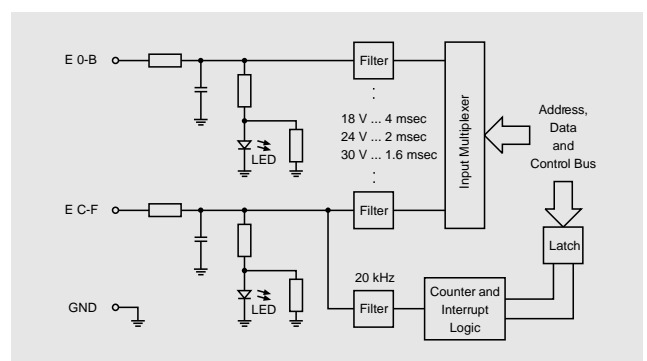 E 0-B
Filter
:
18 V ... 4 msec
24 V ... 2 msec
30 V ... 1.6 msec
:
LED
Input Multiplexer
Address,
Data
and
Control Bus
E C-F
Filter
Latch
20 kHz
Filter
Counter and
Interrupt
Logic
LED
GND